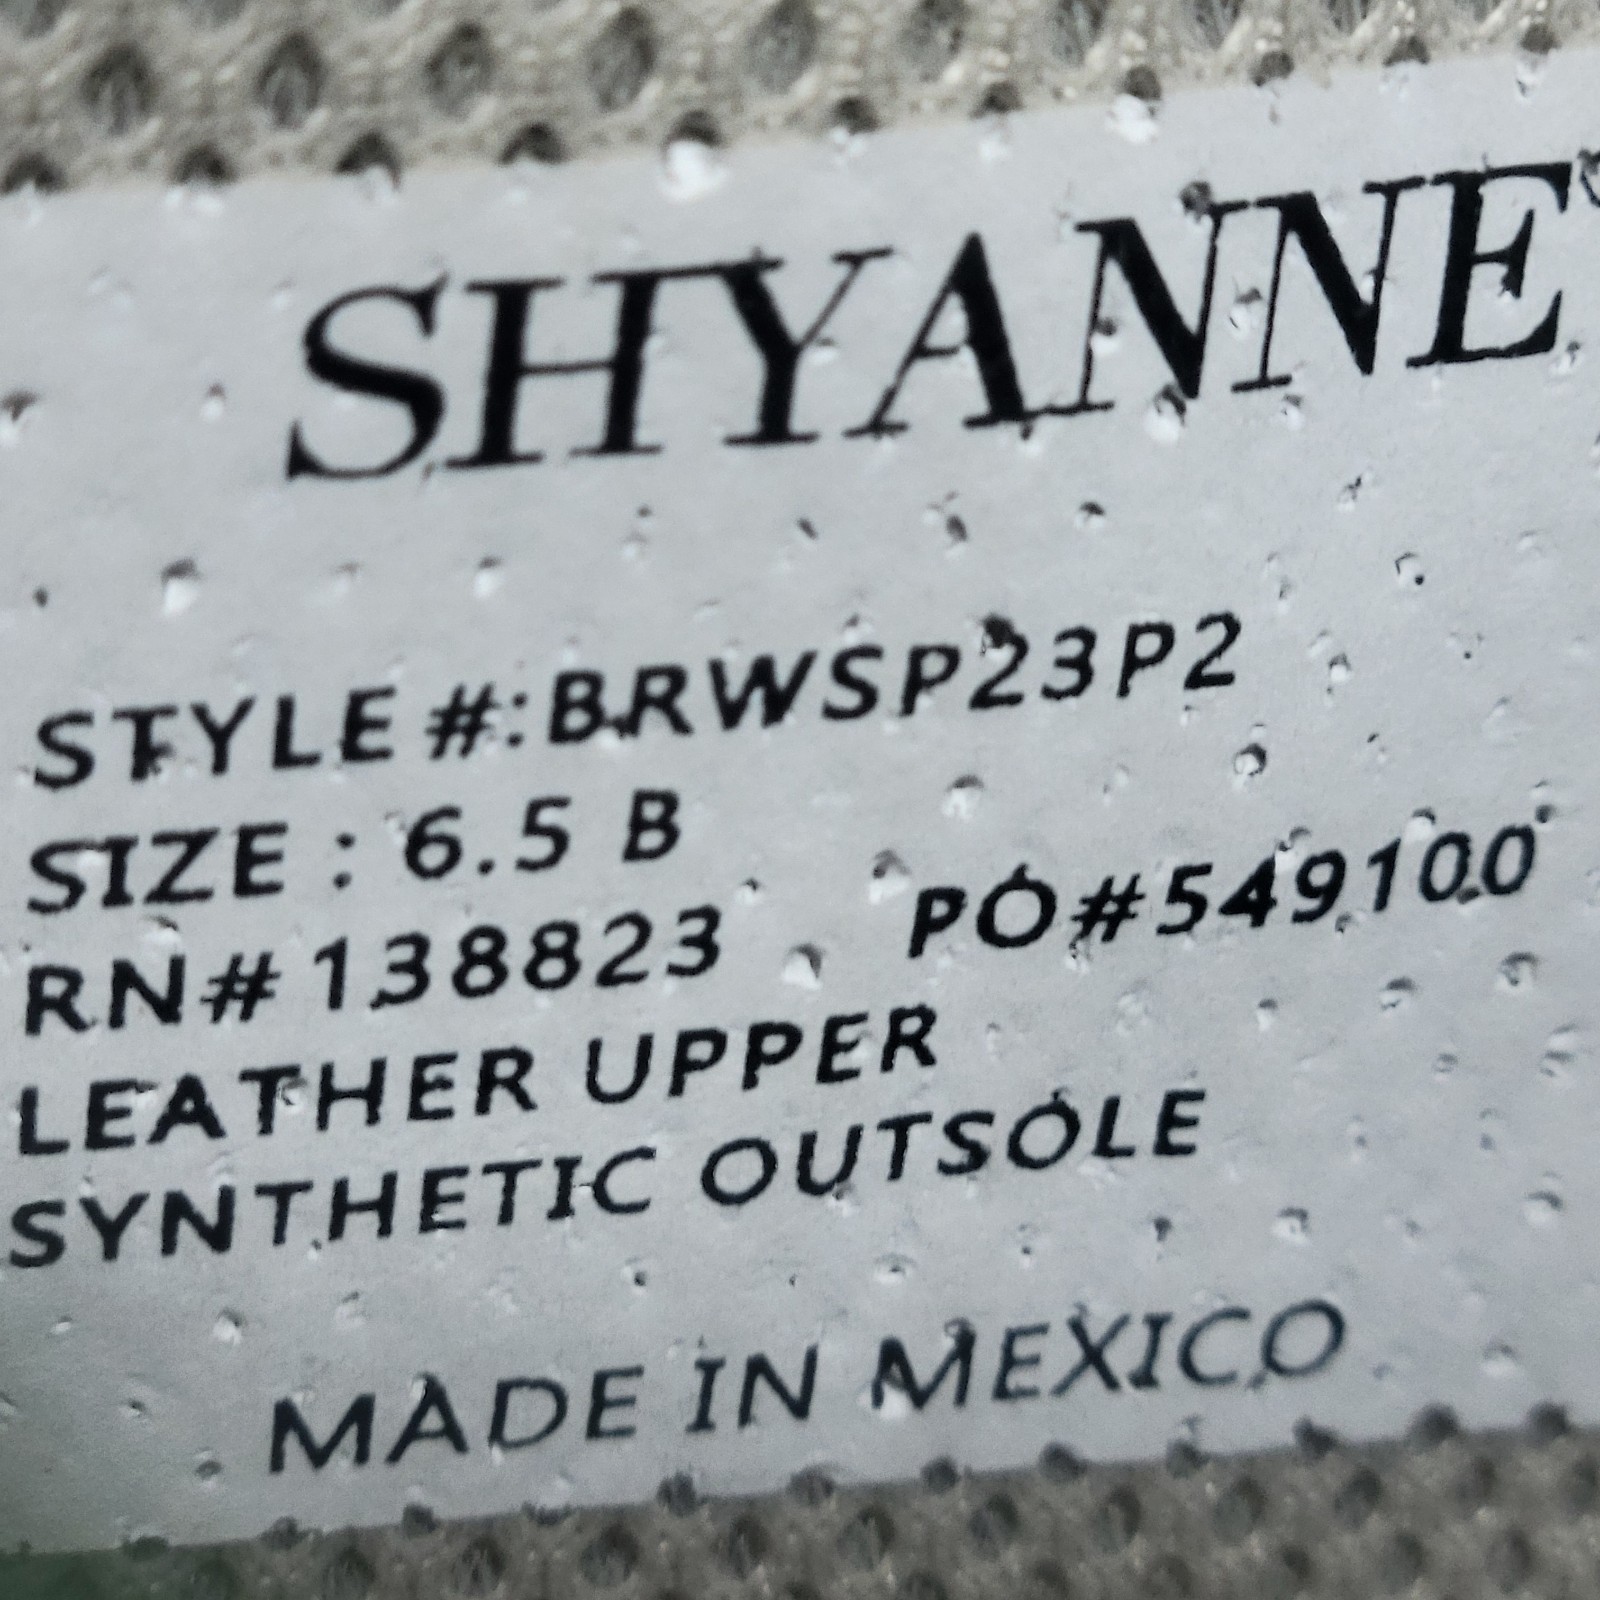 SHYANNE
STYLE #: BRWSP23P2
SIZE : 6.5 B
RN# 138823 PO#549100
LEATHER UPPER
SYNTHETIC OUTSOLE
MADE IN MEXICO